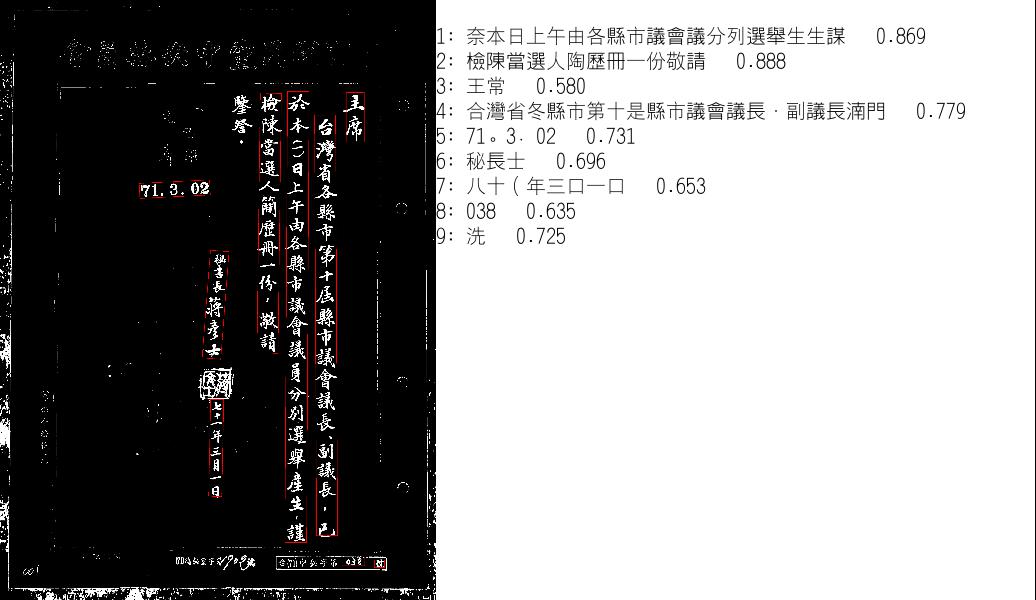 主席
台灣省各縣市第十屆縣市議會議長、副議長，已
於本(一)日上午由各縣市議會議員分別選舉產生，謹
檢陳當選人簡歷冊一份，敬請
鑒詧。
秘書長 蔣彥士
七十一年三月一日
71.3.02
038 號
1: 奈本日上午由各縣市議會議分列選舉生生謀 0.869
2: 檢陳當選人陶歷冊一份敬請 0.888
3: 王常 0.580
4: 合灣省冬縣市第十是縣市議會議長．副議長湳門 0.779
5: 71。3. 02 0.731
6: 秘長士 0.696
7: 八十（年三口一口 0.653
8: 038 0.635
9: 洗 0.725